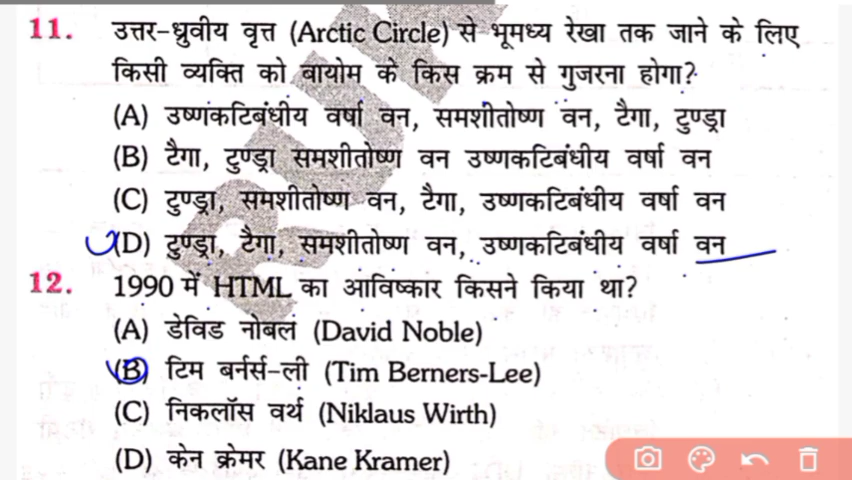 11. उत्तर-ध्रुवीय वृत्त (Arctic Circle) से भूमध्य रेखा तक जाने के लिए
किसी व्यक्ति को बायोम के किस क्रम से गुजरना होगा?
(A) उष्णकटिबंधीय वर्षा वन, समशीतोष्ण वन, टैगा, टुण्ड्रा
(B) टैगा, टुण्ड्रा समशीतोष्ण वन उष्णकटिबंधीय वर्षा वन
(C) टुण्ड्रा, समशीतोष्ण वन, टैगा, उष्णकटिबंधीय वर्षा वन
(D) टुण्ड्रा, टैगा, समशीतोष्ण वन, उष्णकटिबंधीय वर्षा वन
12. 1990 में HTML का आविष्कार किसने किया था?
(A) डेविड नोबल (David Noble)
(B) टिम बर्नर्स-ली (Tim Berners-Lee)
(C) निकलॉस वर्थ (Niklaus Wirth)
(D) केन क्रेमर (Kane Kramer)